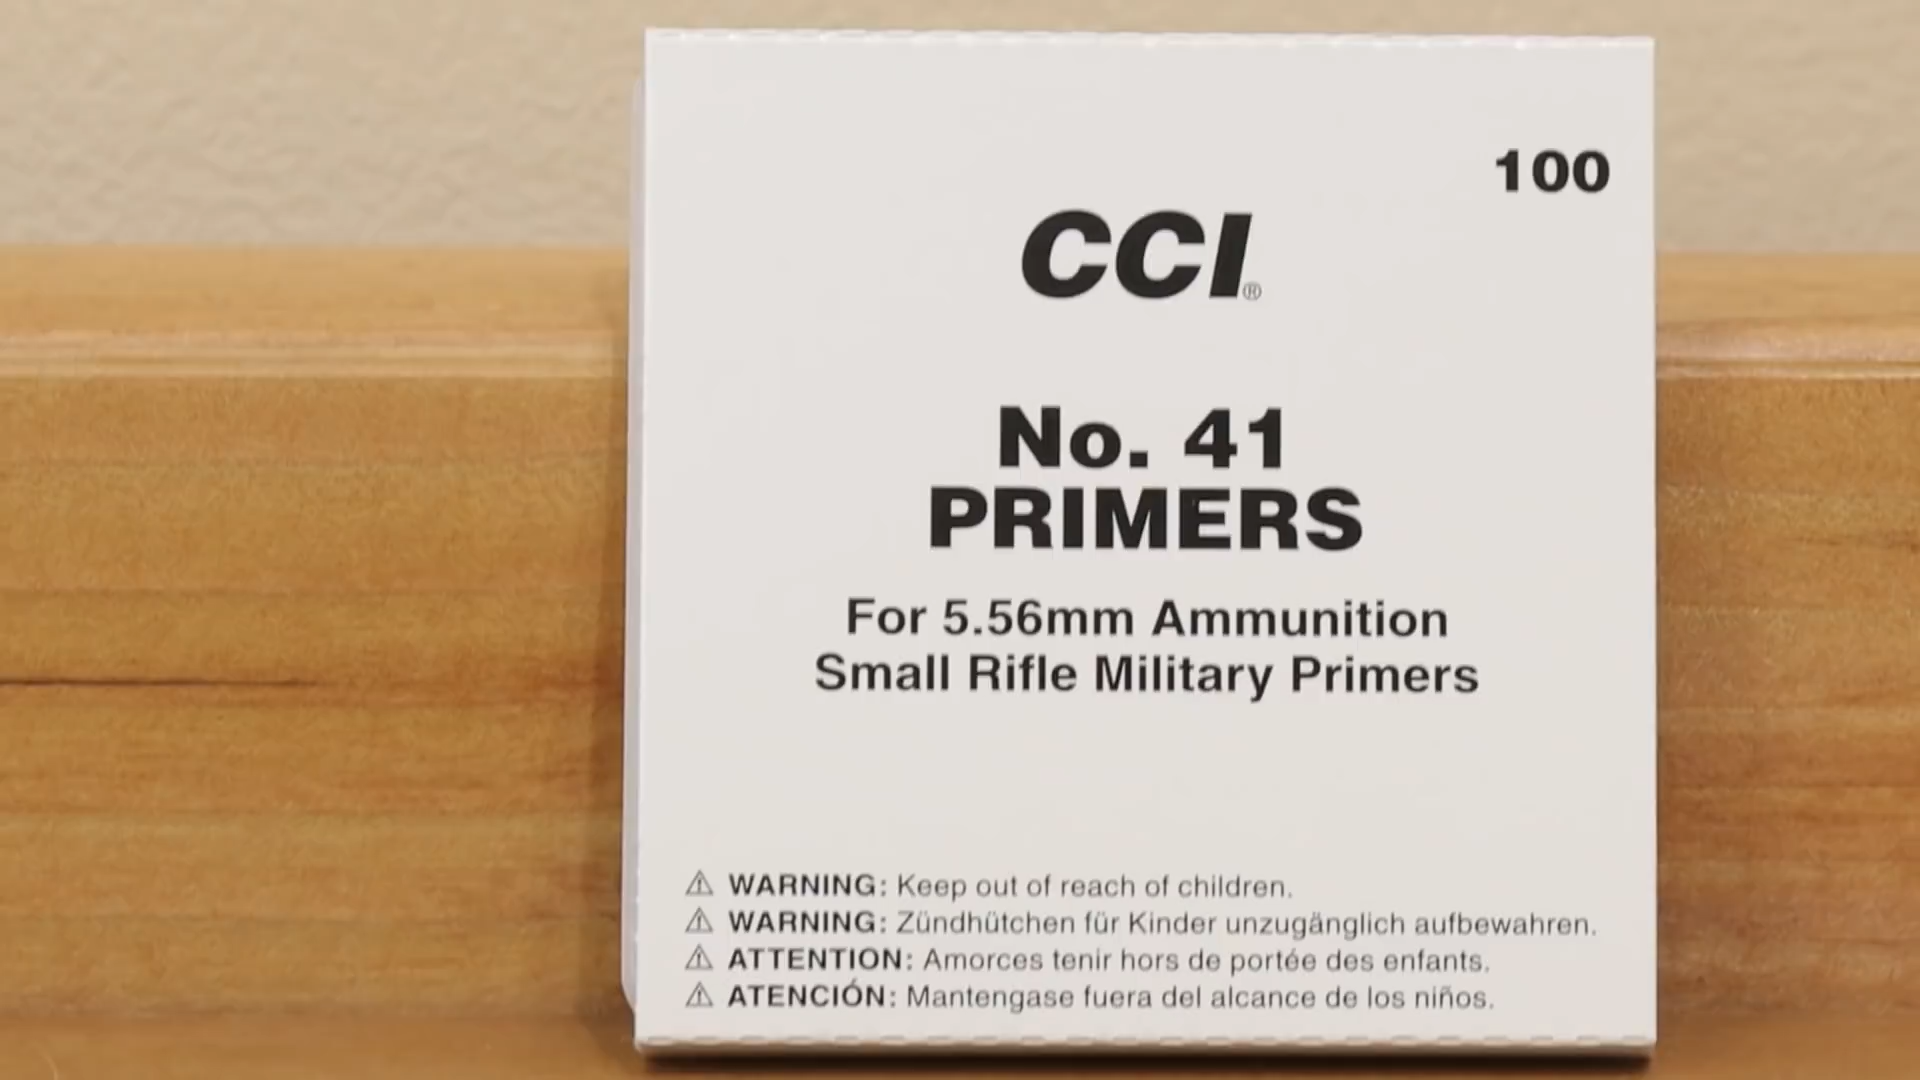 100
CCI®
No. 41
PRIMERS
For 5.56mm Ammunition
Small Rifle Military Primers
⚠ WARNING: Keep out of reach of children.
⚠ WARNING: Zündhütchen für Kinder unzugänglich aufbewahren.
⚠ ATTENTION: Amorces tenir hors de portée des enfants.
⚠ ATENCIÓN: Mantengase fuera del alcance de los niños.